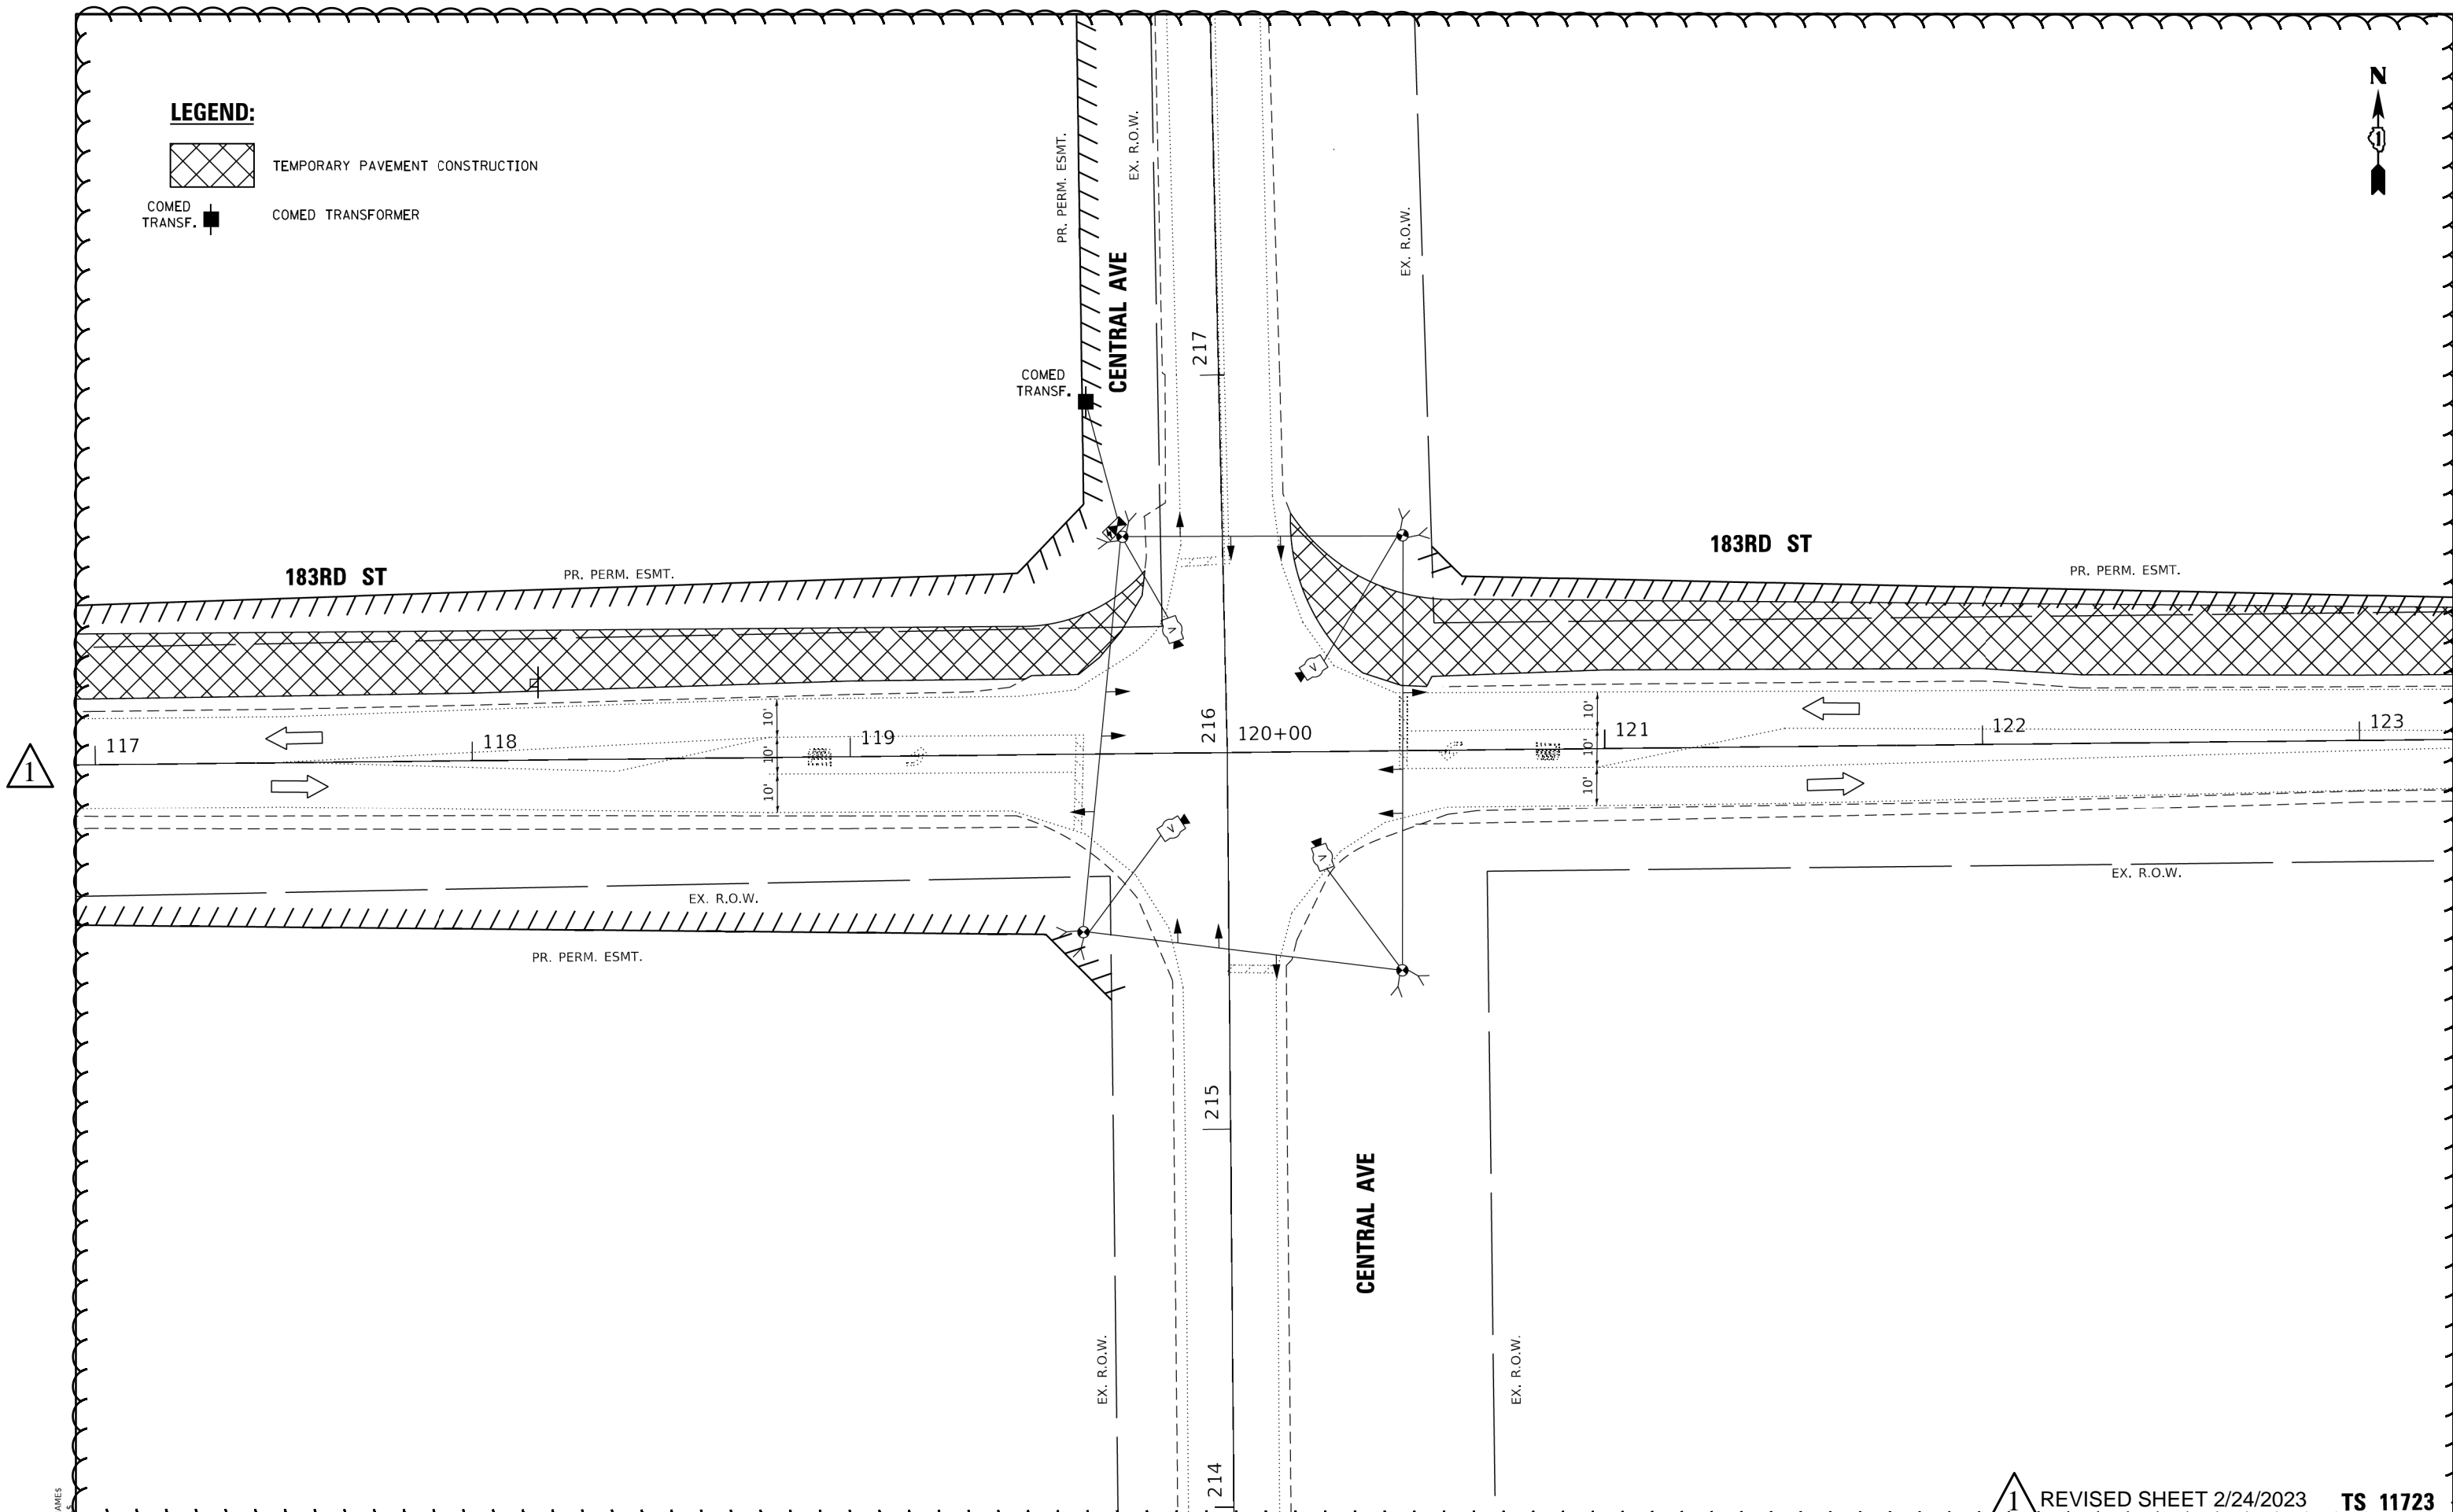 N
1
LEGEND:
TEMPORARY PAVEMENT CONSTRUCTION
COMED
TRANSF.
COMED TRANSFORMER
PR. PERM. ESMT.
EX. R.O.W.
EX. R.O.W.
CENTRAL AVE
217
COMED
TRANSF.
183RD ST
PR. PERM. ESMT.
183RD ST
PR. PERM. ESMT.
V
V
10'
10'
10'
10'
10'
10'
117
118
119
216
120+00
121
122
123
1
V
V
EX. R.O.W.
EX. R.O.W.
PR. PERM. ESMT.
215
CENTRAL AVE
EX. R.O.W.
EX. R.O.W.
214
1
REVISED SHEET 2/24/2023
TS 11723